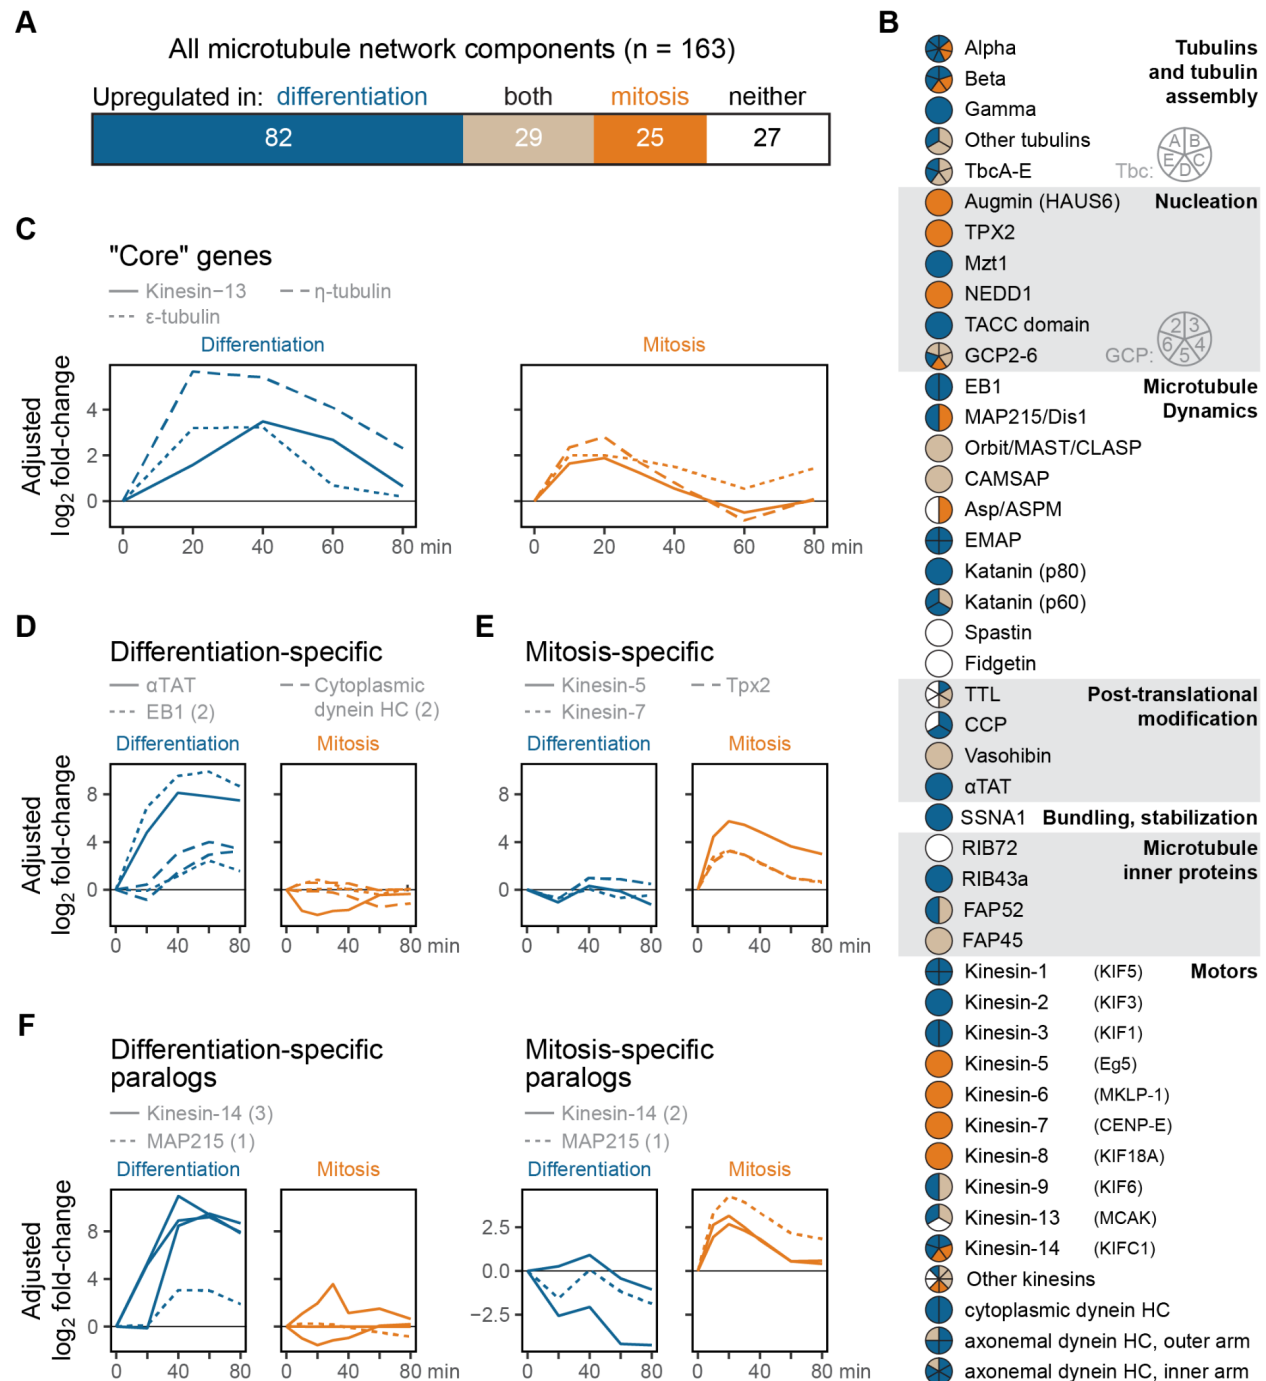 A
All microtubule network components (n = 163)
Upregulated in: differentiation both mitosis neither
82 29 25 27
B
Alpha
Tubulins
Beta
and tubulin
assembly
Gamma
Other tubulins
TbcA-E
Tbc: A B C D E
Augmin (HAUS6) Nucleation
TPX2
Mzt1
NEDD1
TACC domain
GCP2-6
GCP: 2 3 4 5 6
EB1 Microtubule
Dynamics
MAP215/Dis1
Orbit/MAST/CLASP
CAMSAP
Asp/ASPM
EMAP
Katanin (p80)
Katanin (p60)
Spastin
Fidgetin
TTL Post-translational
modification
CCP
Vasohibin
αTAT
SSNA1 Bundling, stabilization
RIB72 Microtubule
inner proteins
RIB43a
FAP52
FAP45
Kinesin-1 (KIF5) Motors
Kinesin-2 (KIF3)
Kinesin-3 (KIF1)
Kinesin-5 (Eg5)
Kinesin-6 (MKLP-1)
Kinesin-7 (CENP-E)
Kinesin-8 (KIF18A)
Kinesin-9 (KIF6)
Kinesin-13 (MCAK)
Kinesin-14 (KIFC1)
Other kinesins
cytoplasmic dynein HC
axonemal dynein HC, outer arm
axonemal dynein HC, inner arm
C
"Core" genes
Kinesin−13 η-tubulin
ε-tubulin
Differentiation
Mitosis
Adjusted
log2 fold-change
4
2
0
0 20 40 60 80 min
0 20 40 60 80 min
D
Differentiation-specific
αTAT Cytoplasmic
EB1 (2) dynein HC (2)
Differentiation Mitosis
Adjusted
log2 fold-change
8
4
0
0 40 80
0 40 80 min
E
Mitosis-specific
Kinesin-5 Tpx2
Kinesin-7
Differentiation Mitosis
8
4
0
0 40 80
0 40 80 min
F
Differentiation-specific
paralogs
Kinesin-14 (3)
MAP215 (1)
Differentiation Mitosis
Adjusted
log2 fold-change
8
4
0
0 40 80
0 40 80 min
Mitosis-specific
paralogs
Kinesin-14 (2)
MAP215 (1)
Differentiation Mitosis
2.5
0.0
−2.5
0 40 80
0 40 80 min